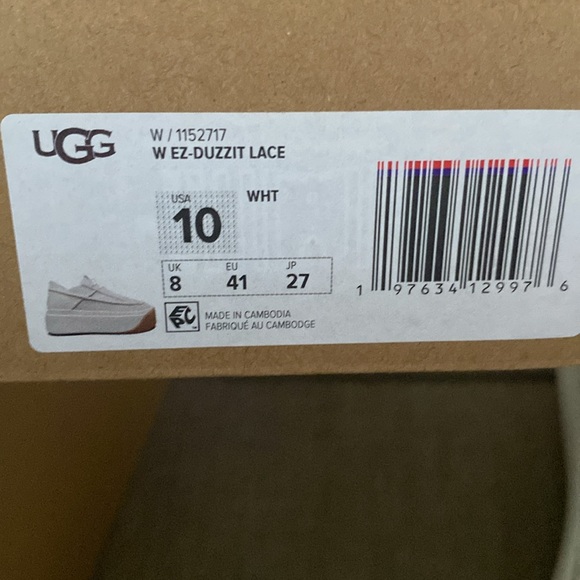 UGG
W / 1152717
W EZ-DUZZIT LACE
USA
10
WHT
UK EU JP
8 41 27
EPC
MADE IN CAMBODIA
FABRIQUÉ AU CAMBODGE
1 97634 12997 6